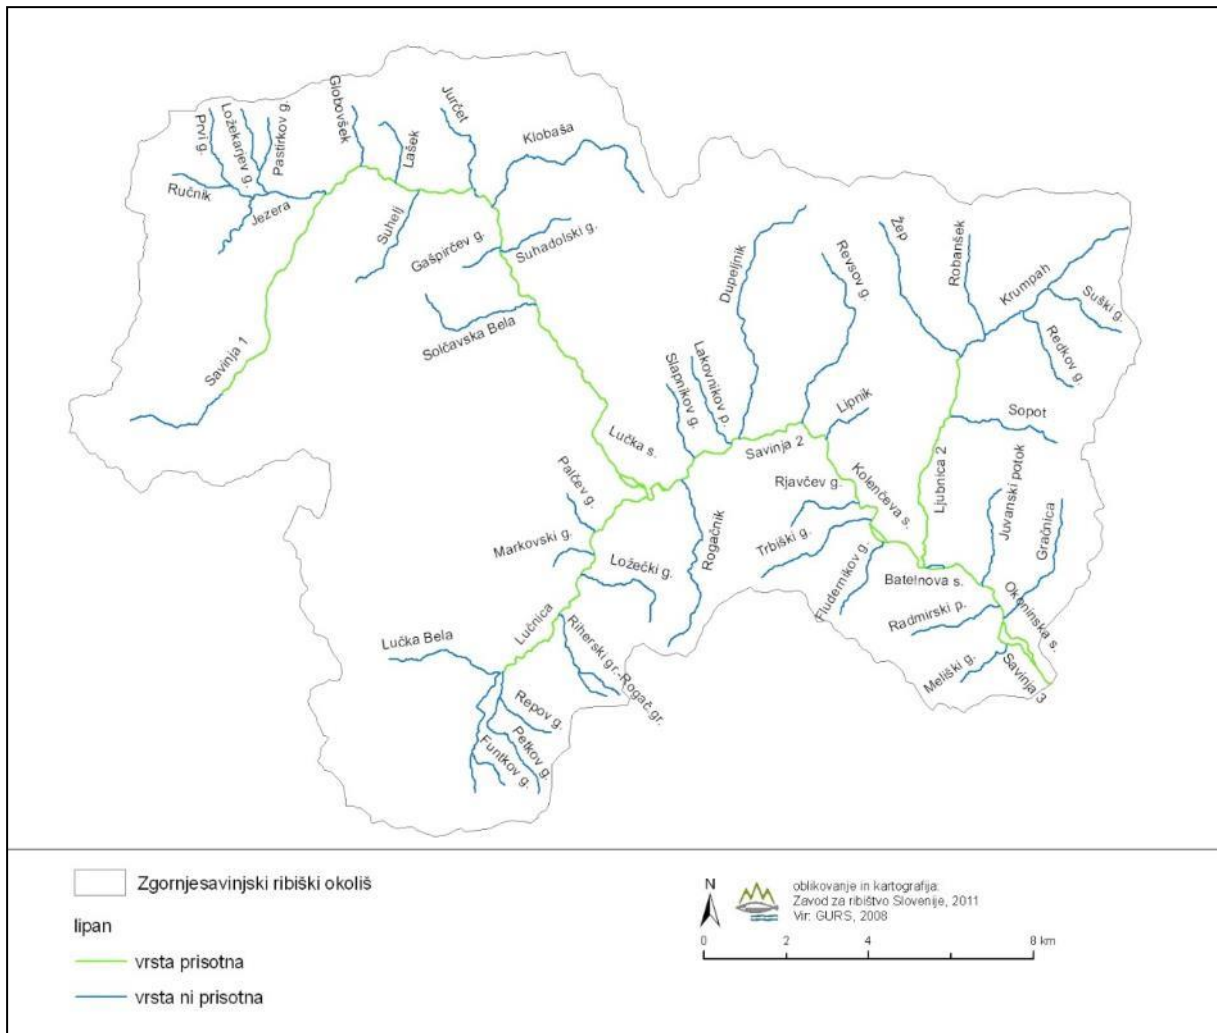 Prvi g.
Ložekarjev g.
Pastirkov g.
Globovšek
Lašek
Jurčet
Klobaša
Ručnik
Jezera
Suhelj
Gašpirčev g.
Suhadolski g.
Solčavska Bela
Savinja 1
Dupeljnik
Revsov g.
Žep
Robanšek
Krumpah
Suški g.
Redkov g.
Slapnikov g.
Lakovnikov p.
Lipnik
Sopot
Lučka s.
Savinja 2
Ljubnica 2
Palčev g.
Rjavčev g.
Kolenčeva s.
Juvanski potok
Gračnica
Markovski g.
Ložečki g.
Rogačnik
Trbiški g.
Fludernikov g.
Batelnova s.
Radmirski p.
Okoninska s.
Lučnica
Lučka Bela
Riherski gr.-Rogač.gr.
Meliški g.
Savinja 3
Repov g.
Petkov g.
Funtkov g.
Zgornjesavinjski ribiški okoliš
lipan
vrsta prisotna
vrsta ni prisotna
N
oblikovanje in kartografija:
Zavod za ribištvo Slovenije, 2011
Vir: GURS, 2008
0 2 4 8 km